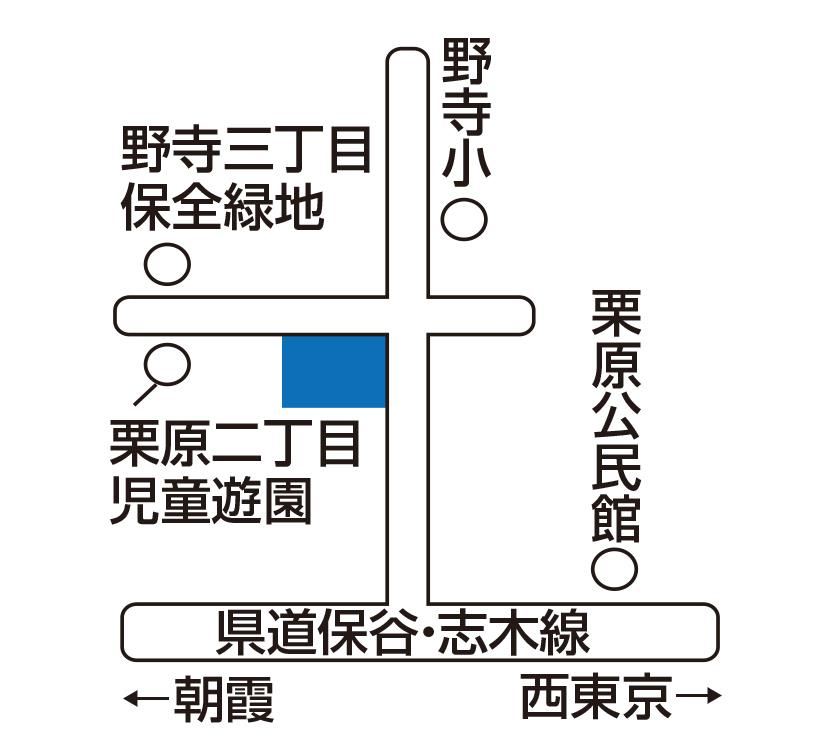 野寺小
野寺三丁目
保全緑地
栗原公民館
栗原二丁目
児童遊園
県道保谷・志木線
←朝霞
西東京→